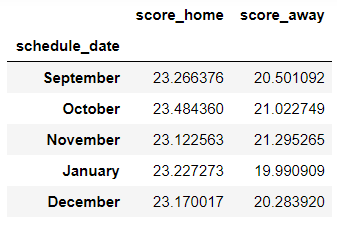 score_home score_away
schedule_date
September 23.266376 20.501092
October 23.484360 21.022749
November 23.122563 21.295265
January 23.227273 19.990909
December 23.170017 20.283920